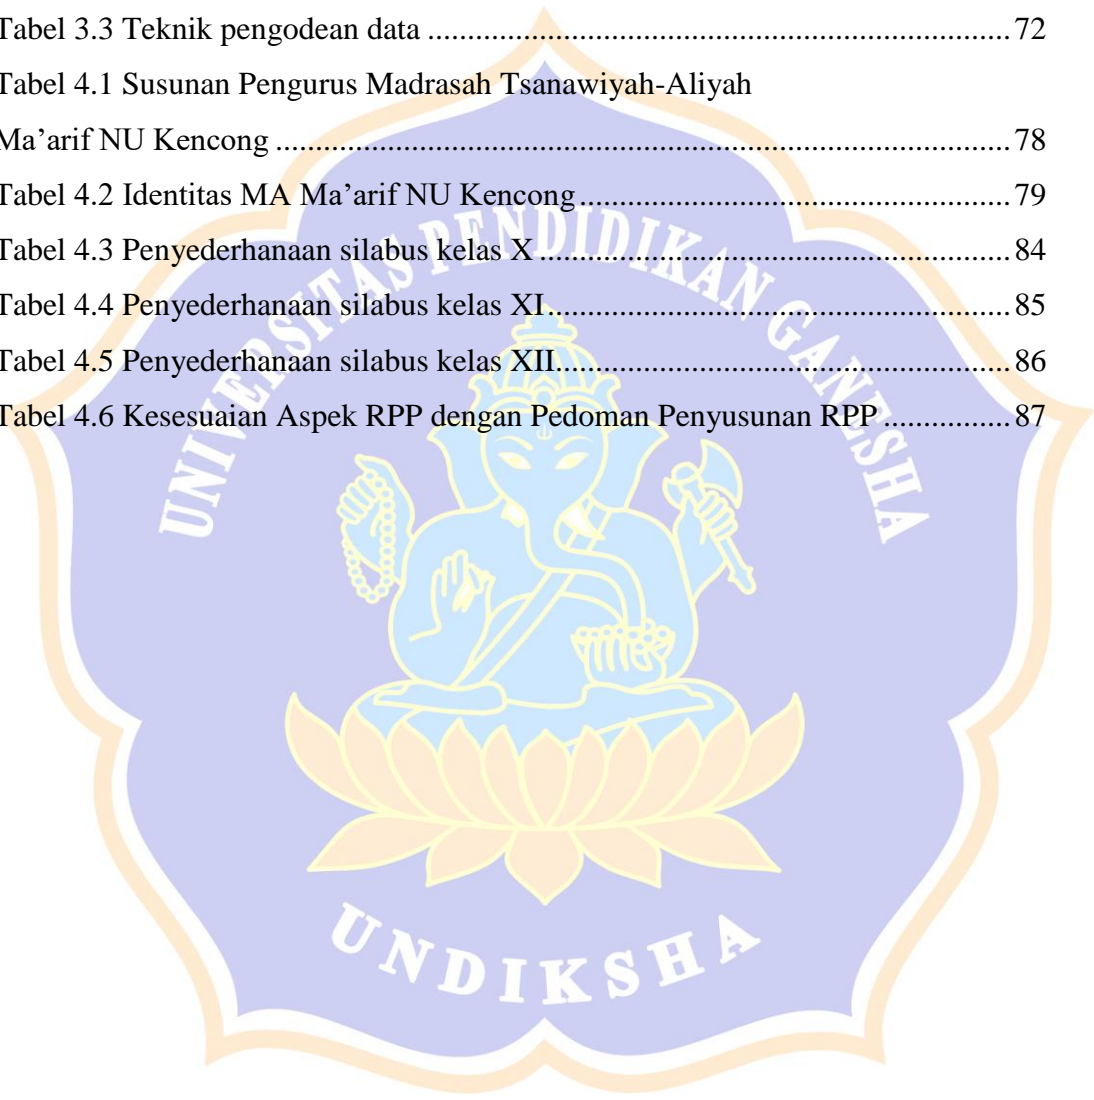 Tabel 3.3 Teknik pengodean data ......................................................................... 72
Tabel 4.1 Susunan Pengurus Madrasah Tsanawiyah-Aliyah
Ma’arif NU Kencong ............................................................................................ 78
Tabel 4.2 Identitas MA Ma’arif NU Kencong ...................................................... 79
Tabel 4.3 Penyederhanaan silabus kelas X ........................................................... 84
Tabel 4.4 Penyederhanaan silabus kelas XI .......................................................... 85
Tabel 4.5 Penyederhanaan silabus kelas XII ......................................................... 86
Tabel 4.6 Kesesuaian Aspek RPP dengan Pedoman Penyusunan RPP ................ 87
UNIVERSITAS PENDIDIKAN GANESHA
UNDIKSHA